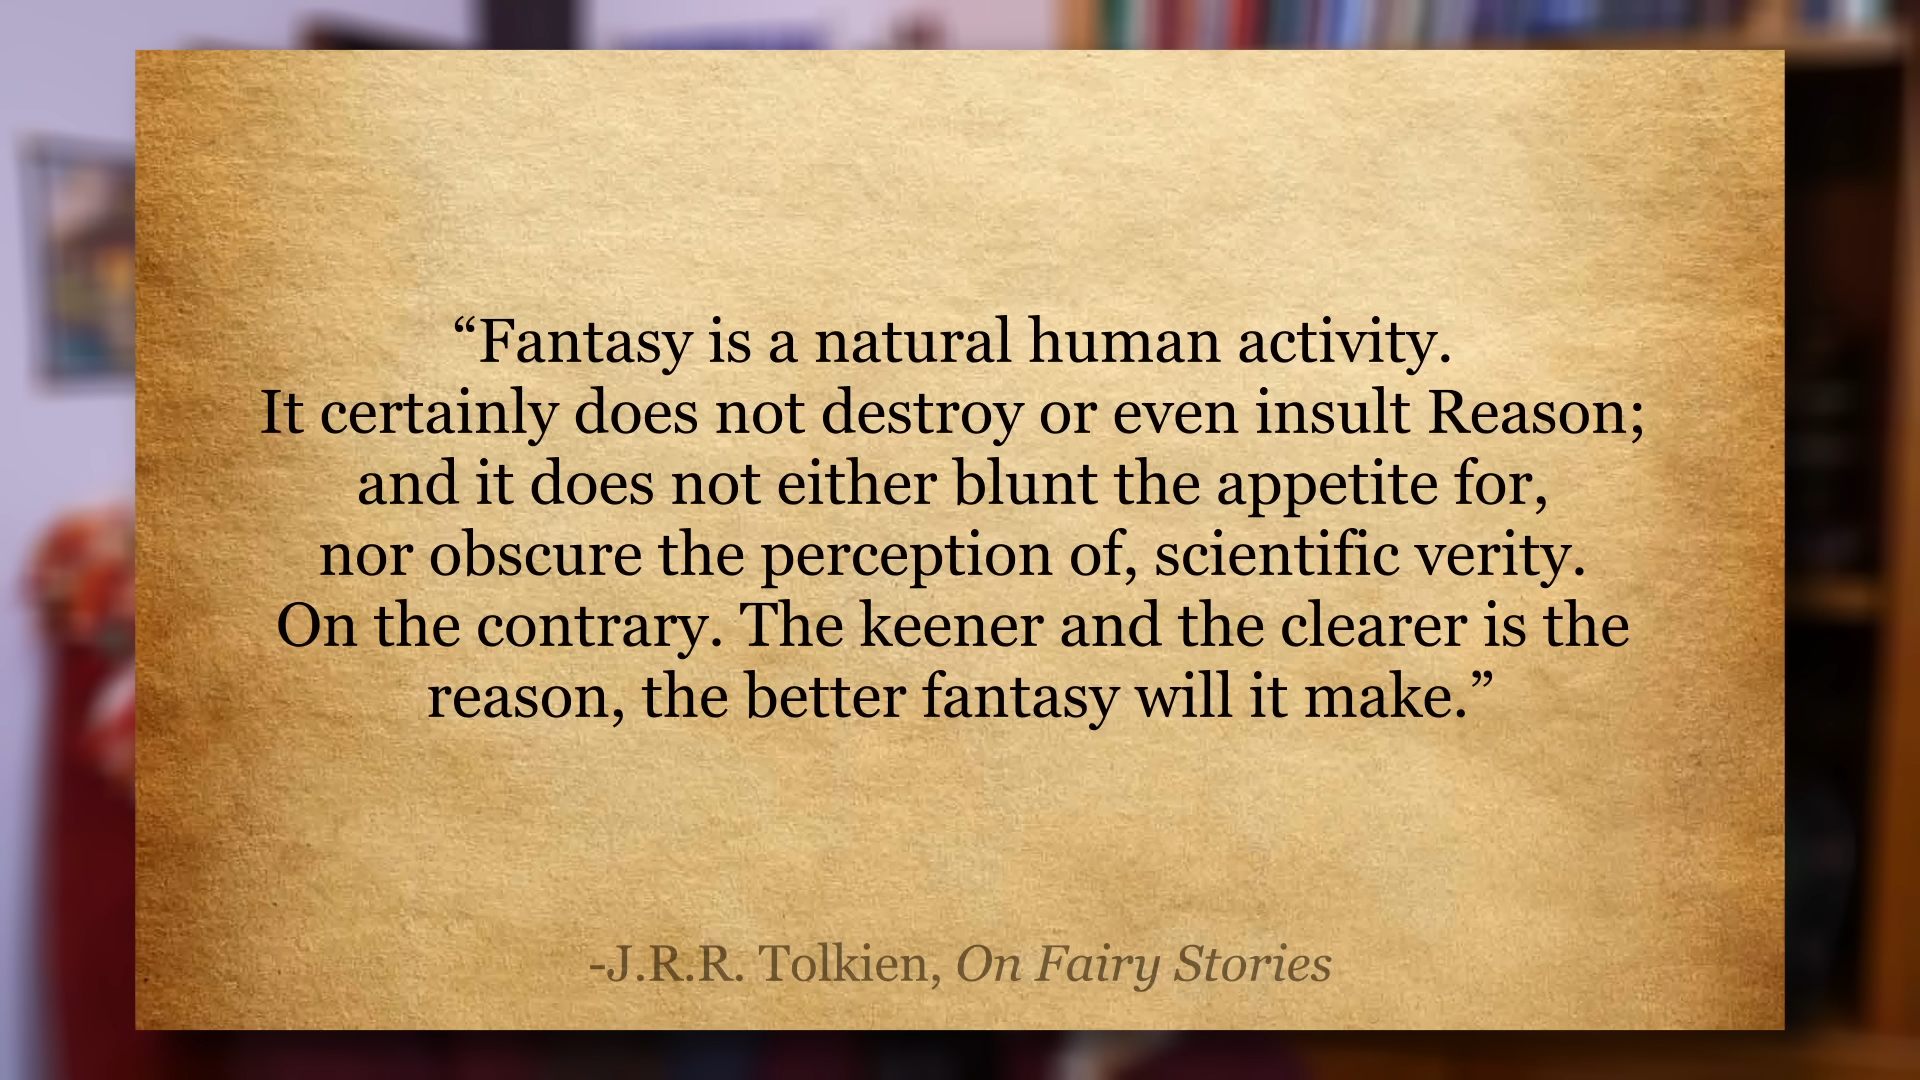 “Fantasy is a natural human activity.
It certainly does not destroy or even insult Reason;
and it does not either blunt the appetite for,
nor obscure the perception of, scientific verity.
On the contrary. The keener and the clearer is the
reason, the better fantasy will it make.”
-J.R.R. Tolkien, On Fairy Stories